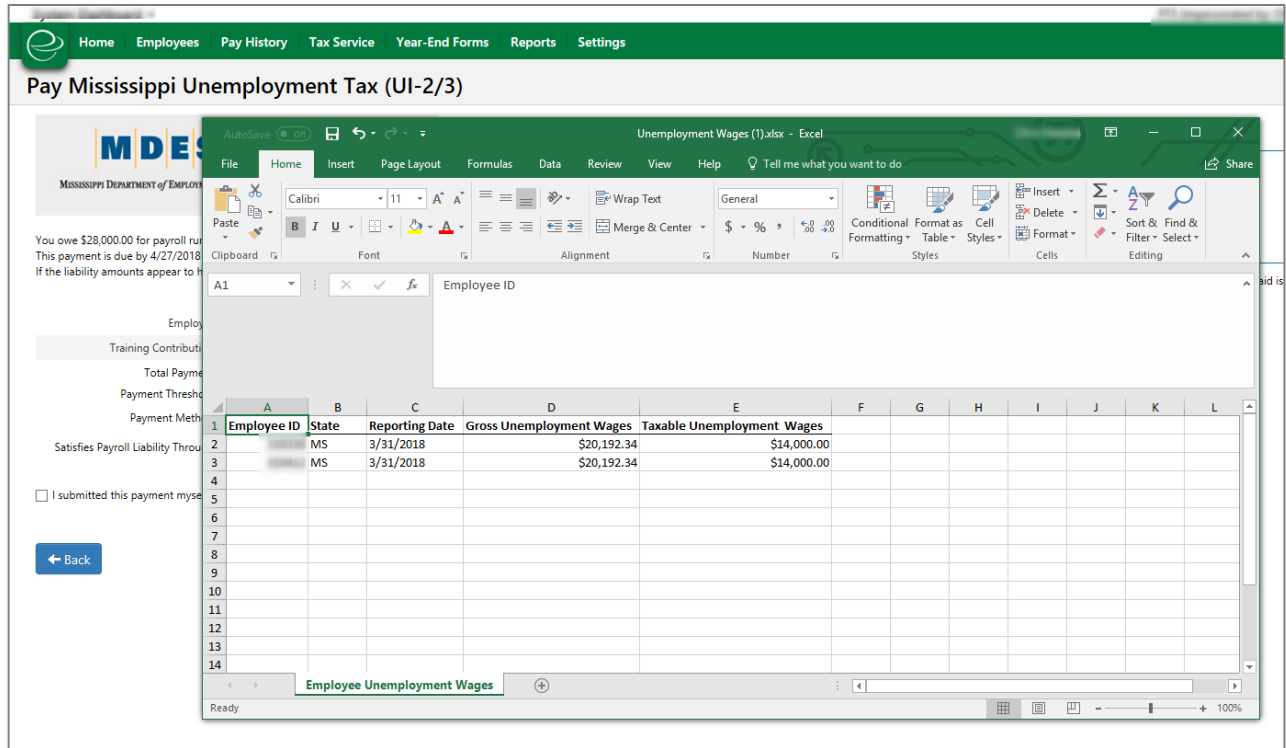 Home Employees Pay History Tax Service Year-End Forms Reports Settings
Pay Mississippi Unemployment Tax (UI-2/3)
MDES
MISSISSIPPI DEPARTMENT of
You owe $28,000.00 for payroll
This payment is due by 4/27/2018
If the liability amounts appear to
aid is
Employ
Training Contributi
Total Payme
Payment Thresho
Payment Meth
Satisfies Payroll Liability Throu
I submitted this payment myse
Back
AutoSave Off Unemployment Wages (1).xlsx - Excel
File Home Insert Page Layout Formulas Data Review View Help Tell me what you want to do Share
Paste
Calibri 11 A A
B I U A
Wrap Text
Merge & Center
General
$ % , .00 .0
Conditional Formatting
Format as Table
Cell Styles
Insert
Delete
Format
Sort & Filter
Find & Select
Clipboard Font Alignment Number Styles Cells Editing
A1 fx Employee ID
A B C D E F G H I J K L
1 Employee ID State Reporting Date Gross Unemployment Wages Taxable Unemployment Wages
2 MS 3/31/2018 $20,192.34 $14,000.00
3 MS 3/31/2018 $20,192.34 $14,000.00
4
5
6
7
8
9
10
11
12
13
14
Employee Unemployment Wages
Ready 100%